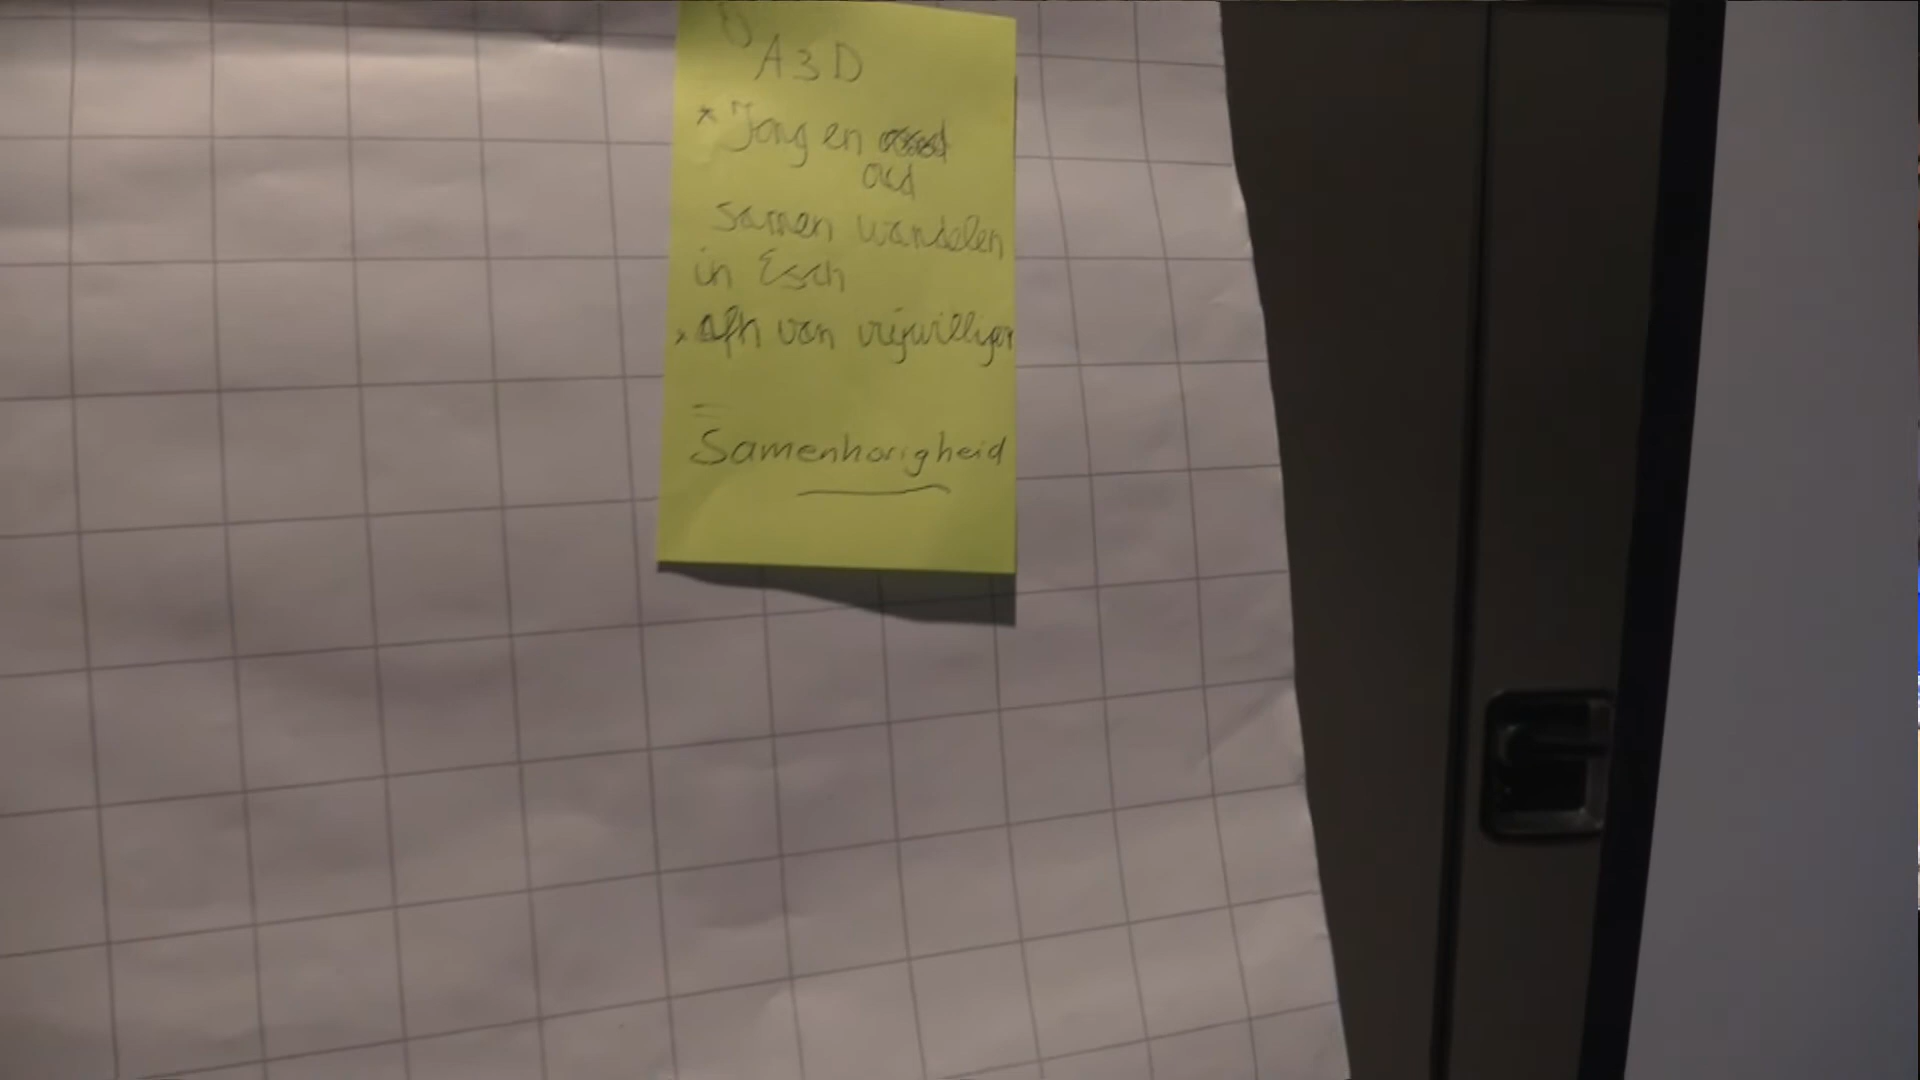 A3D
* Jong en
oud
samen wandelen
in Esch
* afh van vrijwilliger
=
Samenhorigheid